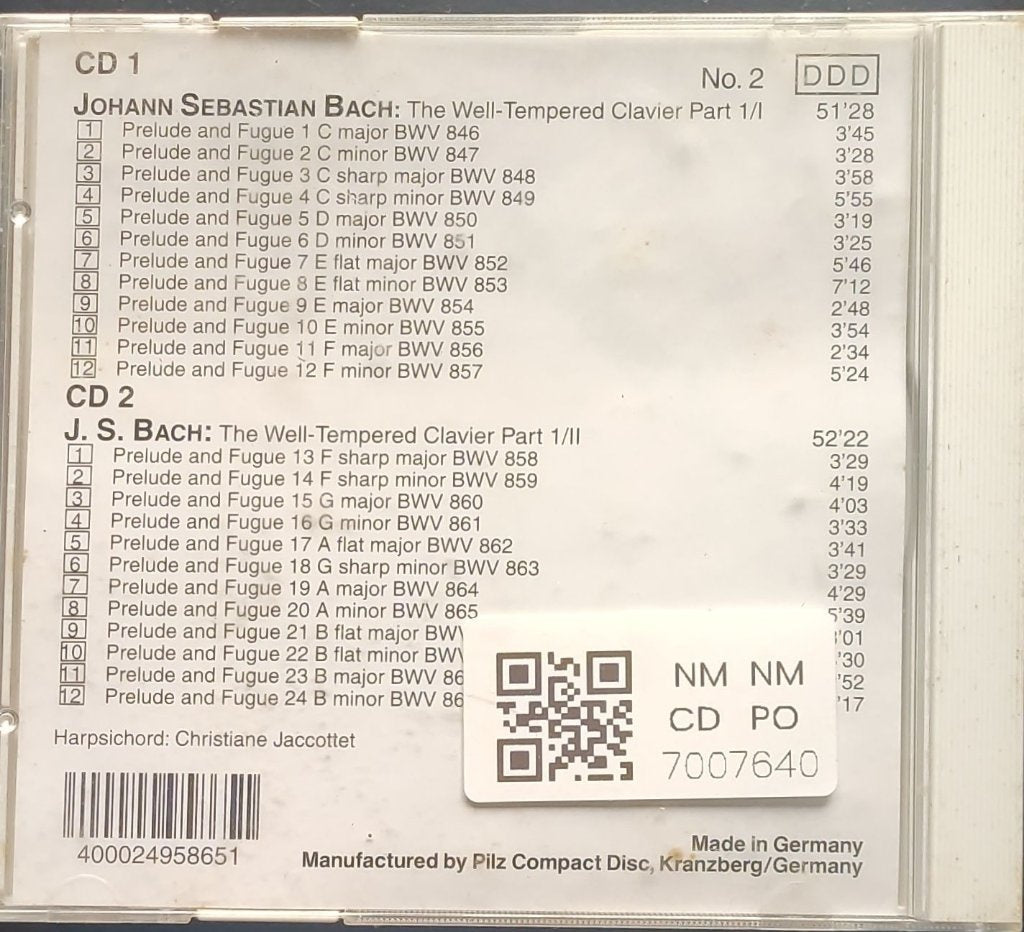 CD 1
No. 2 DDD
JOHANN SEBASTIAN BACH: The Well-Tempered Clavier Part 1/I 51'28
1 Prelude and Fugue 1 C major BWV 846 3'45
2 Prelude and Fugue 2 C minor BWV 847 3'28
3 Prelude and Fugue 3 C sharp major BWV 848 3'58
4 Prelude and Fugue 4 C sharp minor BWV 849 5'55
5 Prelude and Fugue 5 D major BWV 850 3'19
6 Prelude and Fugue 6 D minor BWV 851 3'25
7 Prelude and Fugue 7 E flat major BWV 852 5'46
8 Prelude and Fugue 8 E flat minor BWV 853 7'12
9 Prelude and Fugue 9 E major BWV 854 2'48
10 Prelude and Fugue 10 E minor BWV 855 3'54
11 Prelude and Fugue 11 F major BWV 856 2'34
12 Prelude and Fugue 12 F minor BWV 857 5'24
CD 2
J. S. BACH: The Well-Tempered Clavier Part 1/II 52'22
1 Prelude and Fugue 13 F sharp major BWV 858 3'29
2 Prelude and Fugue 14 F sharp minor BWV 859 4'19
3 Prelude and Fugue 15 G major BWV 860 4'03
4 Prelude and Fugue 16 G minor BWV 861 3'33
5 Prelude and Fugue 17 A flat major BWV 862 3'41
6 Prelude and Fugue 18 G sharp minor BWV 863 3'29
7 Prelude and Fugue 19 A major BWV 864 4'29
8 Prelude and Fugue 20 A minor BWV 865 5'39
9 Prelude and Fugue 21 B flat major '01
10 Prelude and Fugue 22 B flat minor '30
11 Prelude and Fugue 23 B major BWV 86 '52
12 Prelude and Fugue 24 B minor BWV 86 '17
NM NM
CD PO
7007640
Harpsichord: Christiane Jaccottet
400024958651
Made in Germany
Manufactured by Pilz Compact Disc, Kranzberg/Germany